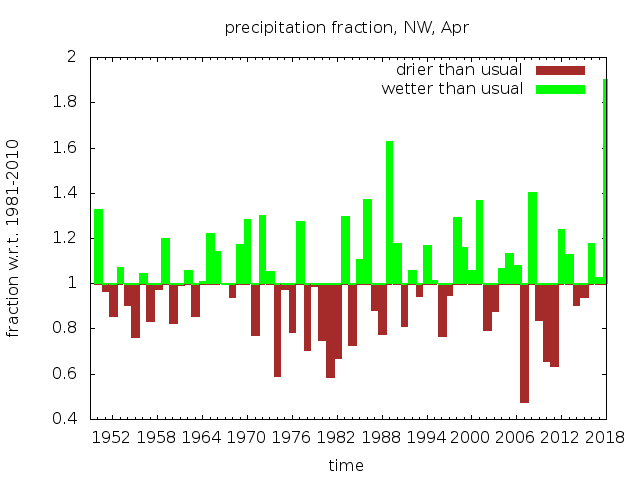 precipitation fraction, NW, Apr
drier than usual
wetter than usual
fraction w.r.t. 1981-2010
2
1.8
1.6
1.4
1.2
1
0.8
0.6
0.4
1952 1958 1964 1970 1976 1982 1988 1994 2000 2006 2012 2018
time